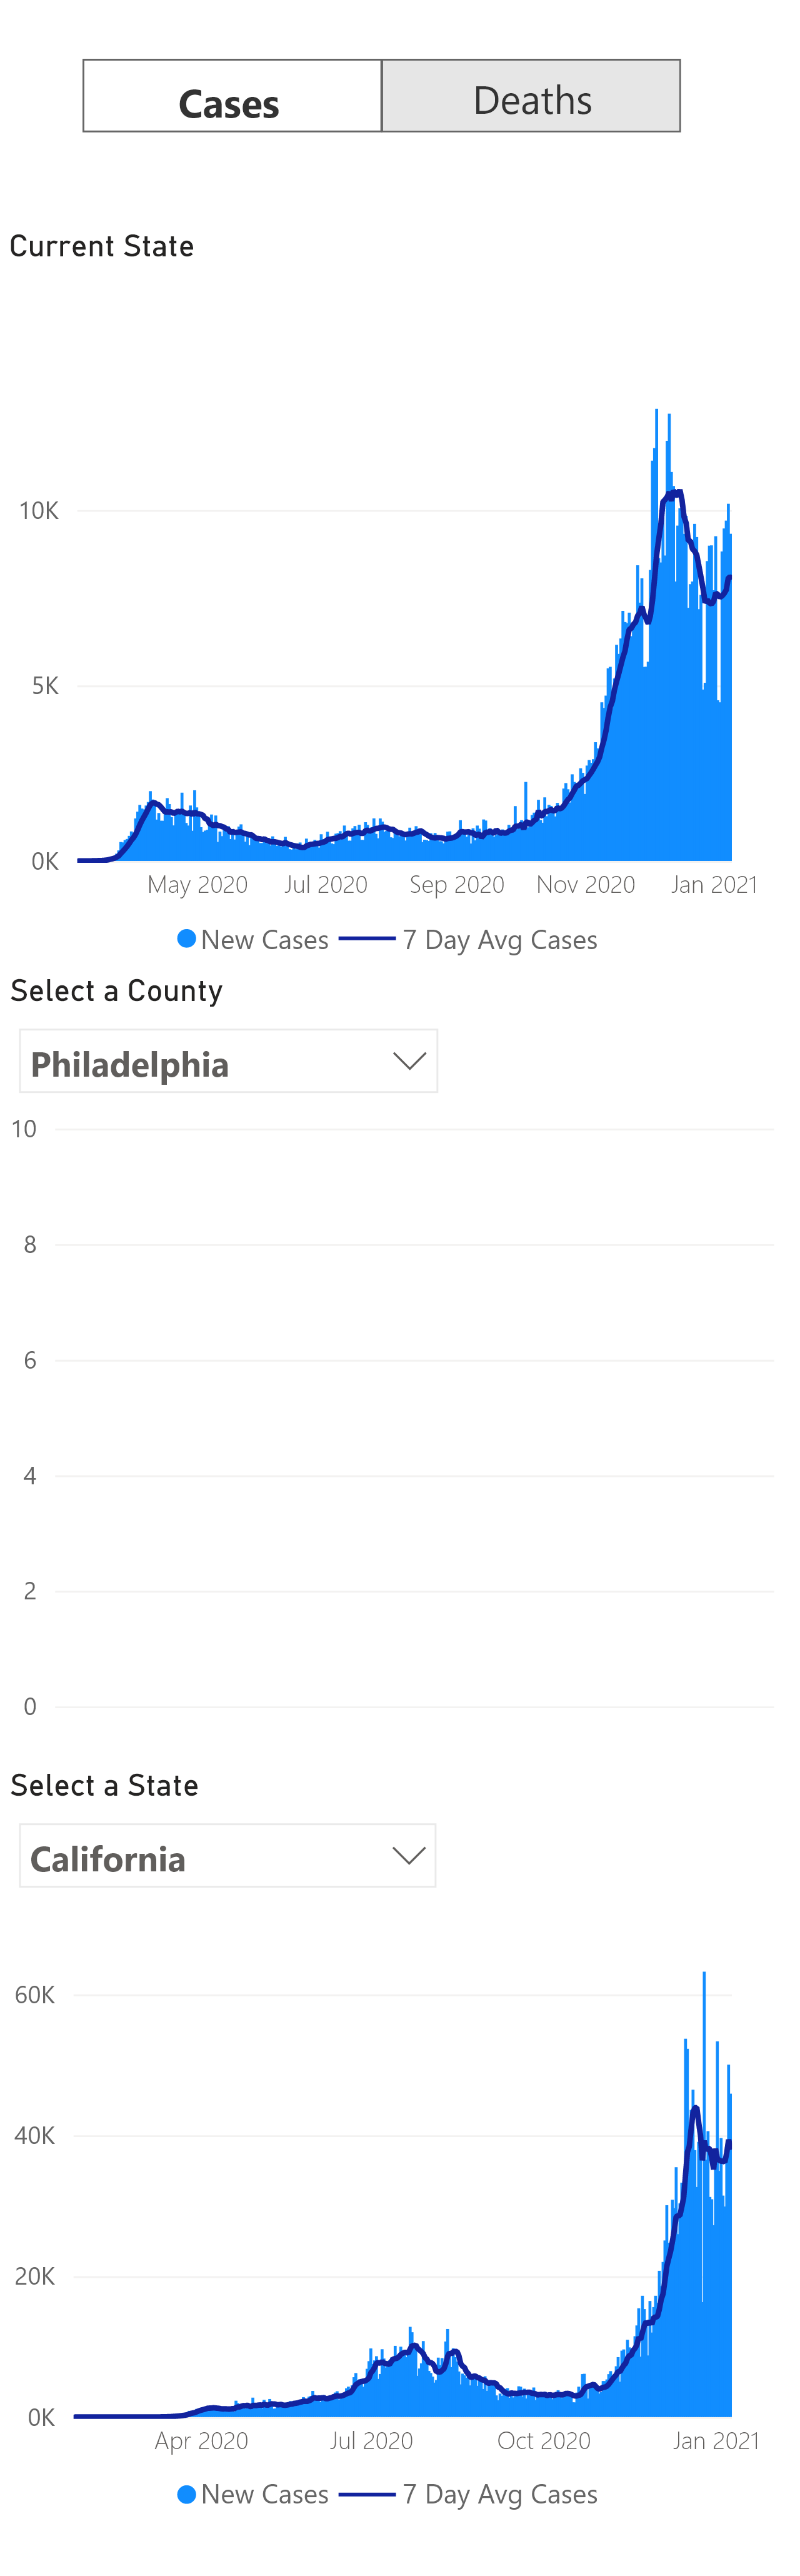 Cases Deaths
Current State
10K
5K
0K
May 2020 Jul 2020 Sep 2020 Nov 2020 Jan 2021
New Cases 7 Day Avg Cases
Select a County
Philadelphia
10
8
6
4
2
0
Select a State
California
60K
40K
20K
0K
Apr 2020 Jul 2020 Oct 2020 Jan 2021
New Cases 7 Day Avg Cases